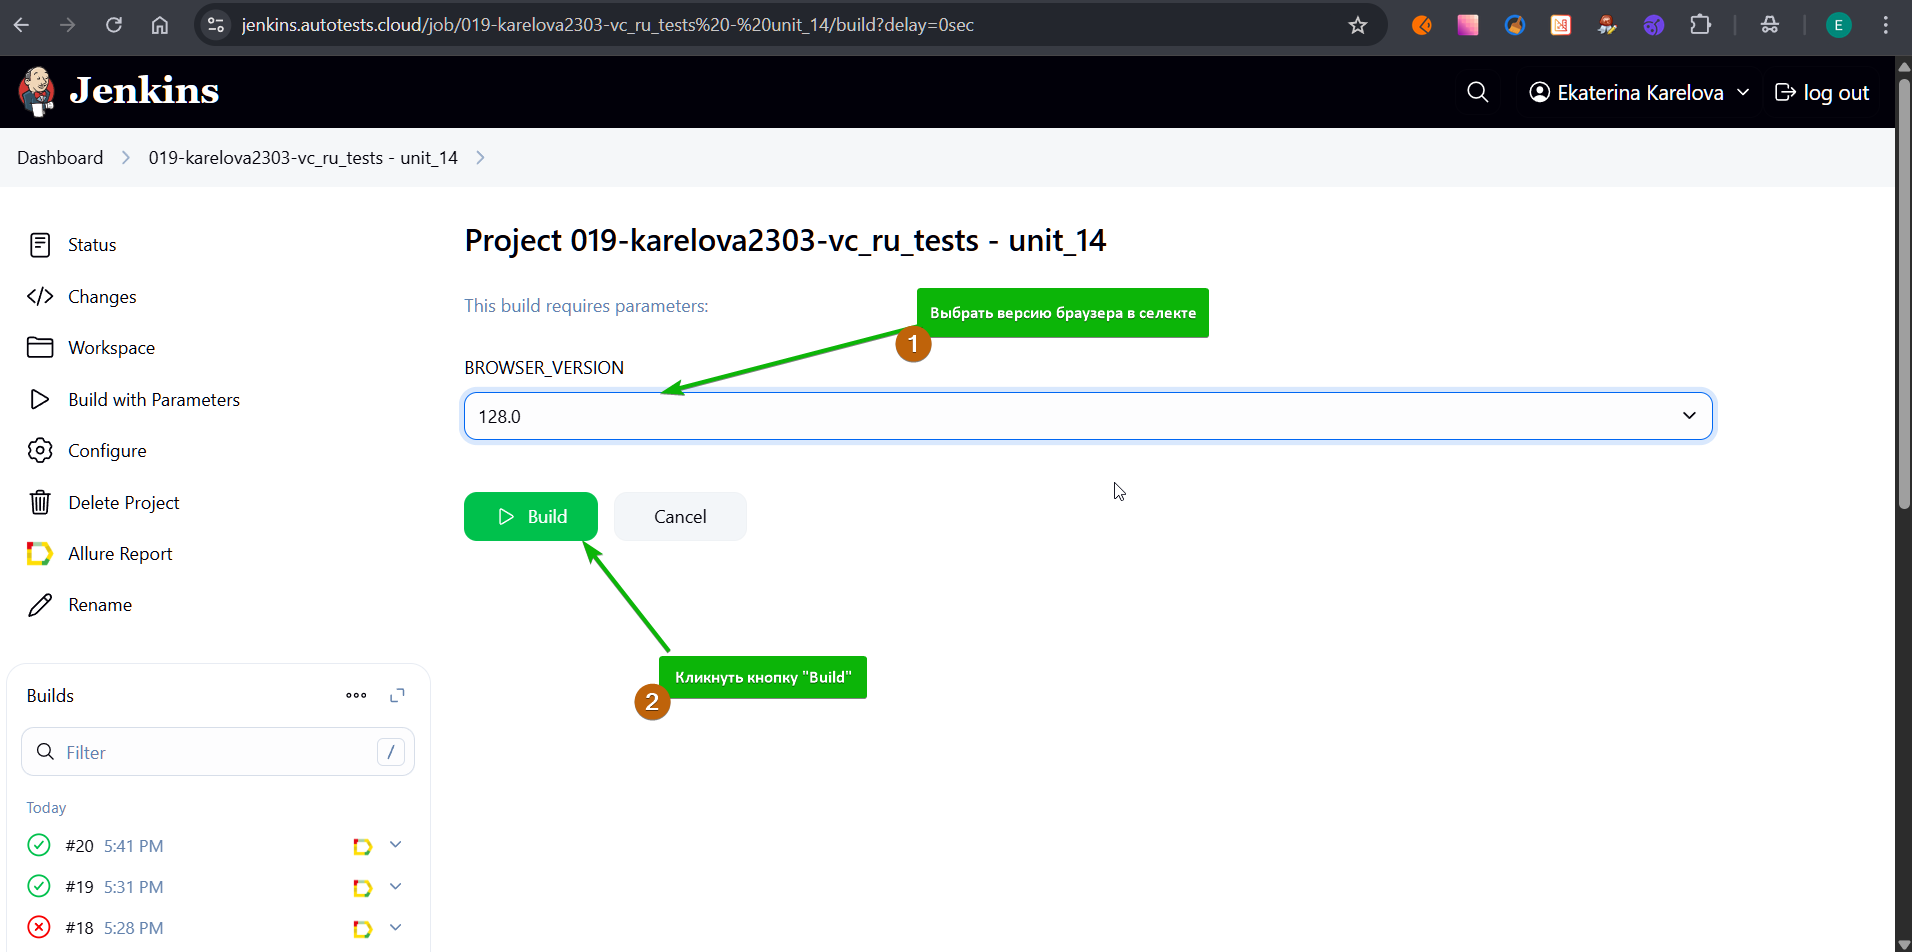 jenkins.autotests.cloud/job/019-karelova2303-vc_ru_tests%20-%20unit_14/build?delay=0sec
E
Jenkins
Ekaterina Karelova
log out
Dashboard
019-karelova2303-vc_ru_tests - unit_14
Status
Changes
Workspace
Build with Parameters
Configure
Delete Project
Allure Report
Rename
Builds
Filter
/
Today
#20 5:41 PM
#19 5:31 PM
#18 5:28 PM
Project 019-karelova2303-vc_ru_tests - unit_14
This build requires parameters:
Выбрать версию браузера в селекте
1
BROWSER_VERSION
128.0
Build
Cancel
Кликнуть кнопку "Build"
2